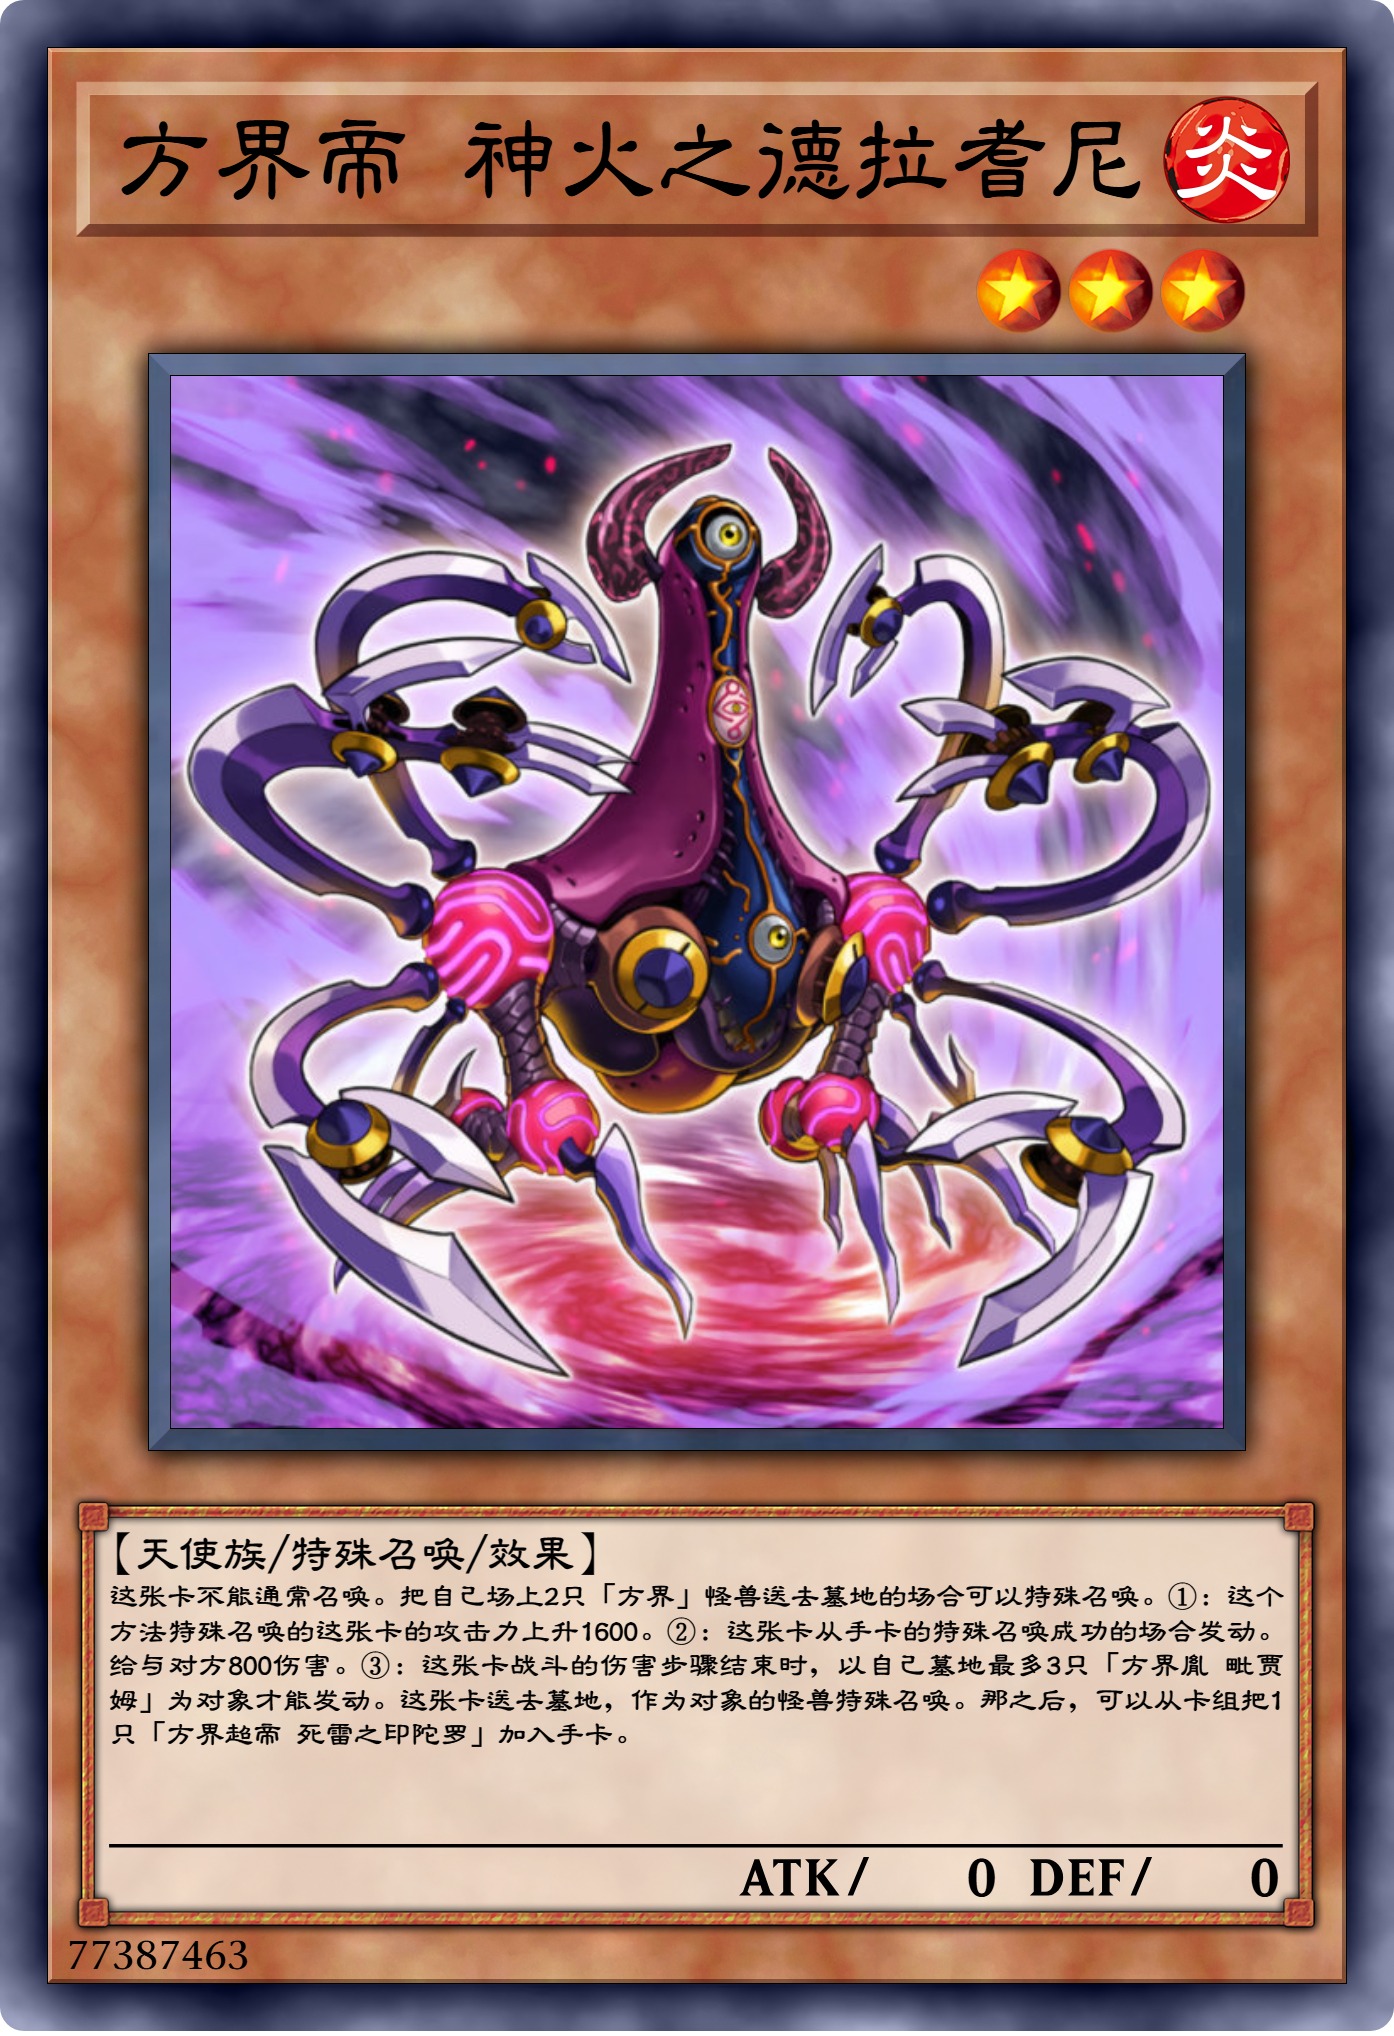 方界帝 神火之德拉耆尼 炎
【天使族/特殊召唤/效果】
这张卡不能通常召唤。把自己场上2只「方界」怪兽送去墓地的场合可以特殊召唤。①：这个
方法特殊召唤的这张卡的攻击力上升1600。②：这张卡从手卡的特殊召唤成功的场合发动。
给与对方800伤害。③：这张卡战斗的伤害步骤结束时，以自己墓地最多3只「方界胤 毗贾
姆」为对象才能发动。这张卡送去墓地，作为对象的怪兽特殊召唤。那之后，可以从卡组把1
只「方界超帝 死雷之印陀罗」加入手卡。
ATK/ 0 DEF/ 0
77387463